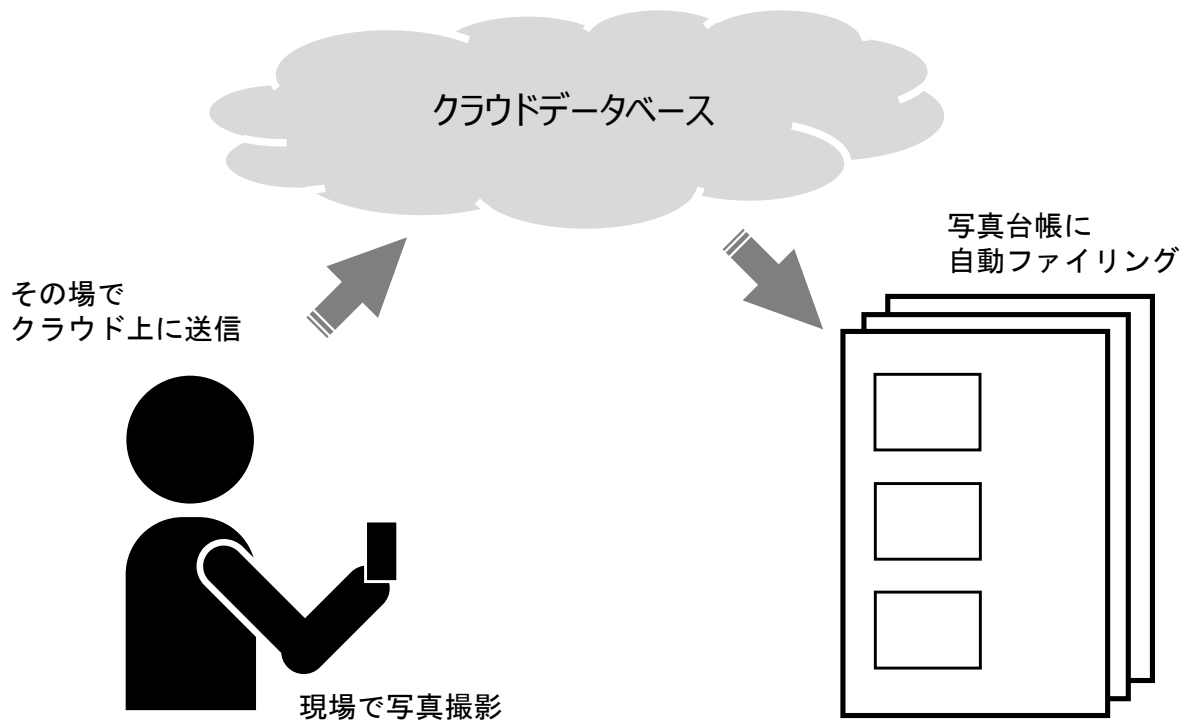 クラウドデータベース
写真台帳に
自動ファイリング
その場で
クラウド上に送信
現場で写真撮影